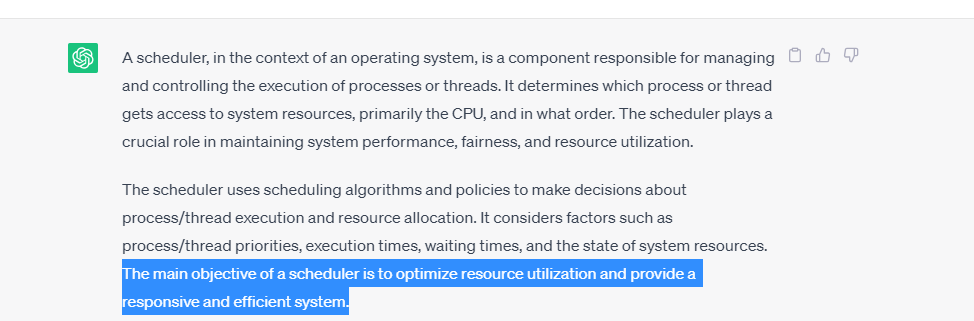 A scheduler, in the context of an operating system, is a component responsible for managing
and controlling the execution of processes or threads. It determines which process or thread
gets access to system resources, primarily the CPU, and in what order. The scheduler plays a
crucial role in maintaining system performance, fairness, and resource utilization.
The scheduler uses scheduling algorithms and policies to make decisions about
process/thread execution and resource allocation. It considers factors such as
process/thread priorities, execution times, waiting times, and the state of system resources.
The main objective of a scheduler is to optimize resource utilization and provide a
responsive and efficient system.